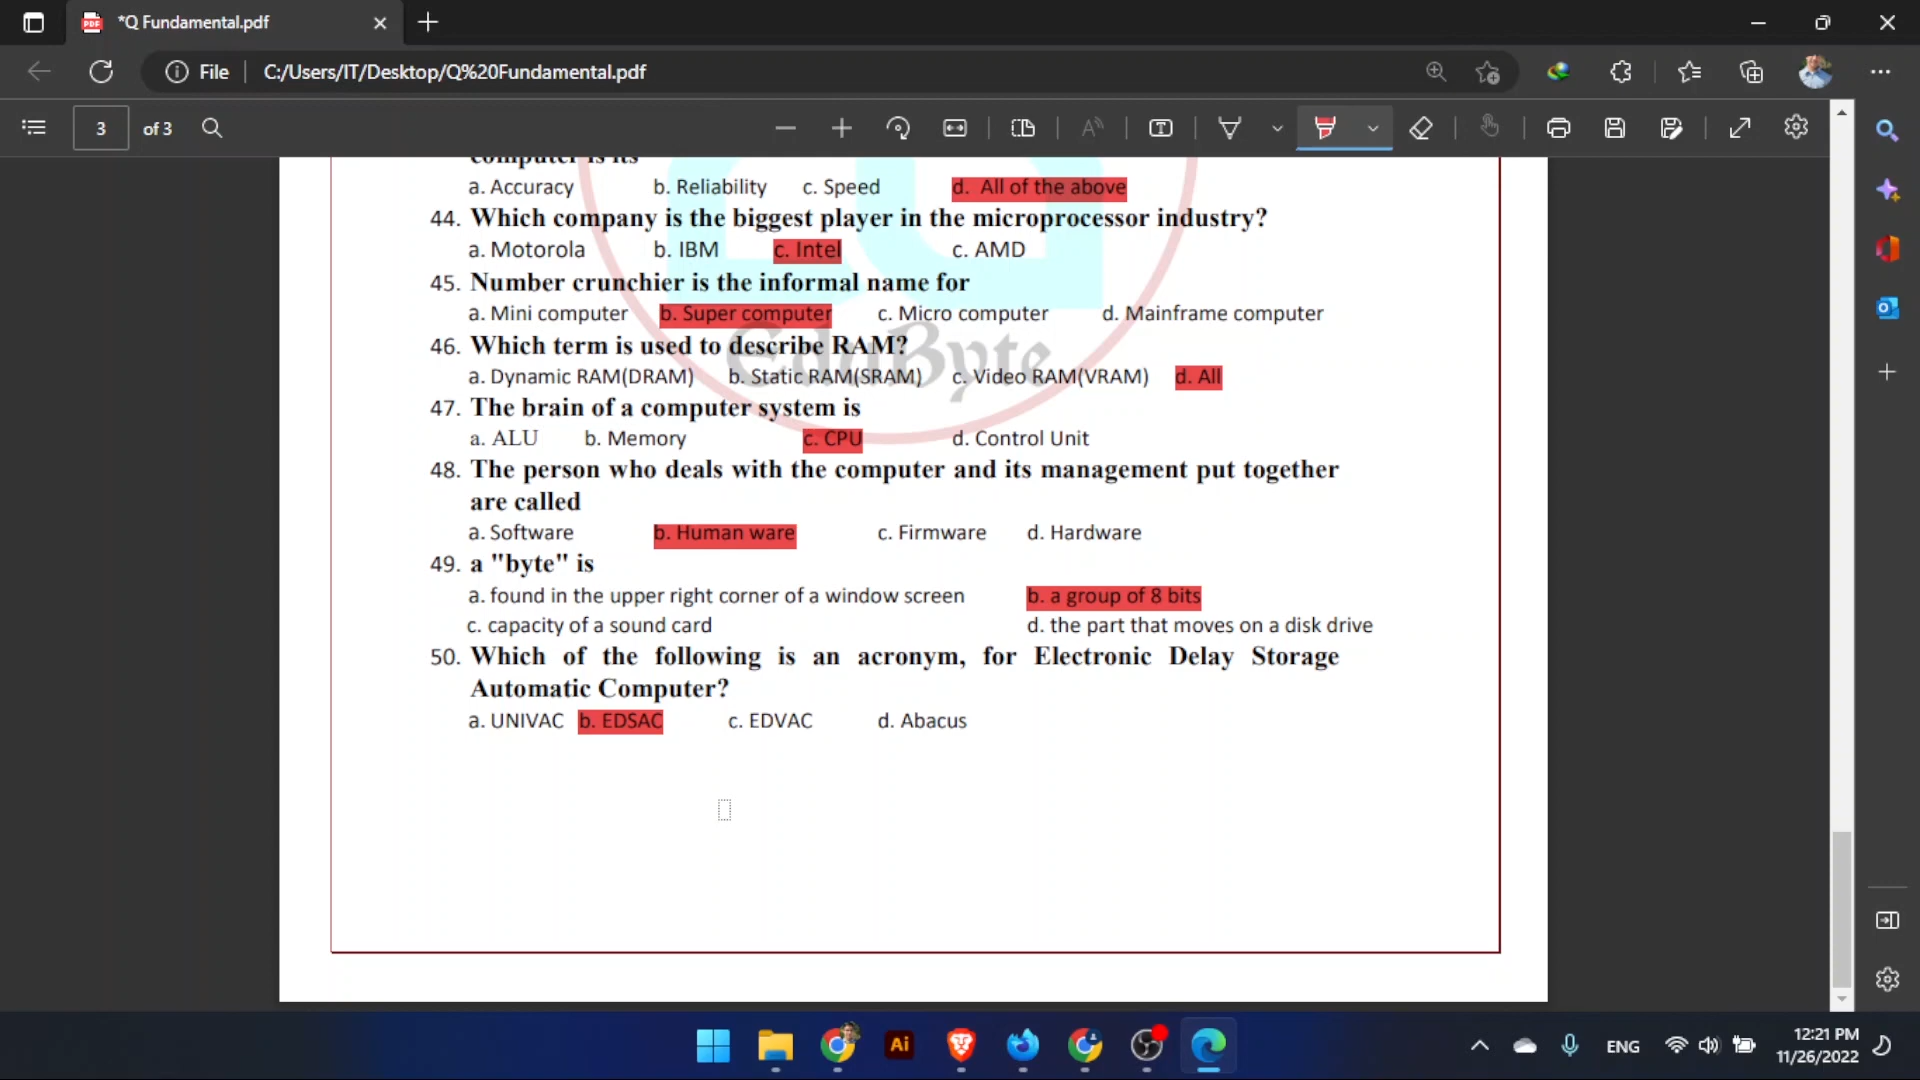 PDF *Q Fundamental.pdf
File C:/Users/IT/Desktop/Q%20Fundamental.pdf
3 of 3
computer is its
a. Accuracy b. Reliability c. Speed d. All of the above
44. Which company is the biggest player in the microprocessor industry?
a. Motorola b. IBM c. Intel c. AMD
45. Number crunchier is the informal name for
a. Mini computer b. Super computer c. Micro computer d. Mainframe computer
EduByte
46. Which term is used to describe RAM?
a. Dynamic RAM(DRAM) b. Static RAM(SRAM) c. Video RAM(VRAM) d. All
47. The brain of a computer system is
a. ALU b. Memory c. CPU d. Control Unit
48. The person who deals with the computer and its management put together
are called
a. Software b. Human ware c. Firmware d. Hardware
49. a "byte" is
a. found in the upper right corner of a window screen b. a group of 8 bits
c. capacity of a sound card d. the part that moves on a disk drive
50. Which of the following is an acronym, for Electronic Delay Storage
Automatic Computer?
a. UNIVAC b. EDSAC c. EDVAC d. Abacus
Ai
ENG
12:21 PM
11/26/2022